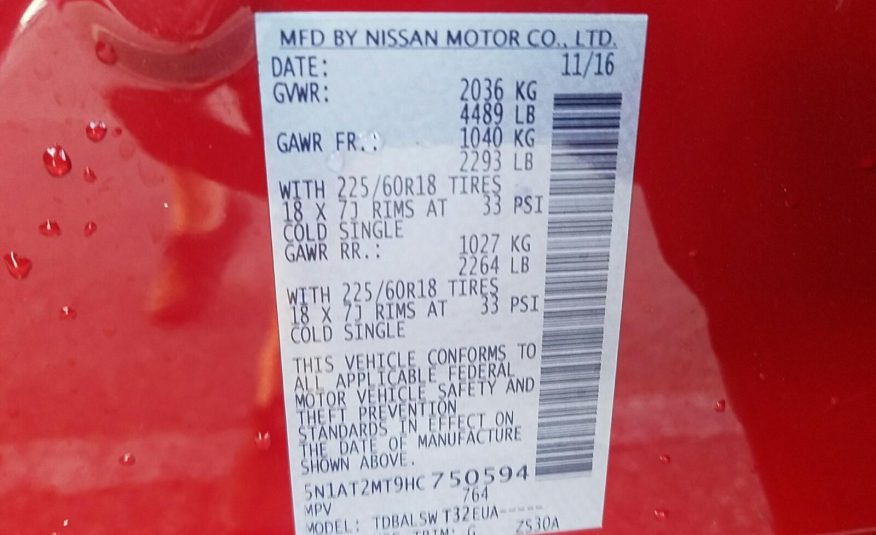 MFD BY NISSAN MOTOR CO., LTD.
DATE: 11/16
GVWR: 2036 KG
4489 LB
GAWR FR.: 1040 KG
2293 LB
WITH 225/60R18 TIRES
18 X 7J RIMS AT 33 PSI
COLD SINGLE
GAWR RR.: 1027 KG
2264 LB
WITH 225/60R18 TIRES
18 X 7J RIMS AT 33 PSI
COLD SINGLE
THIS VEHICLE CONFORMS TO
ALL APPLICABLE FEDERAL
MOTOR VEHICLE SAFETY AND
THEFT PREVENTION
STANDARDS IN EFFECT ON
THE DATE OF MANUFACTURE
SHOWN ABOVE.
5N1AT2MT9HC750594
MPV 764
MODEL: TDBALSW T32EUA-----
TRIM: G ZS30A